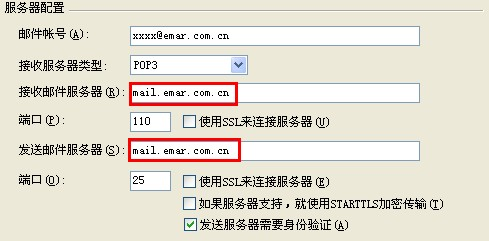 服务器配置
邮件帐号(A): xxxx@emar.com.cn
接收服务器类型: POP3
接收邮件服务器(R): mail.emar.com.cn
端口(P): 110 使用SSL来连接服务器(U)
发送邮件服务器(S): mail.emar.com.cn
端口(O): 25 使用SSL来连接服务器(E)
如果服务器支持，就使用STARTTLS加密传输(T)
发送服务器需要身份验证(A)